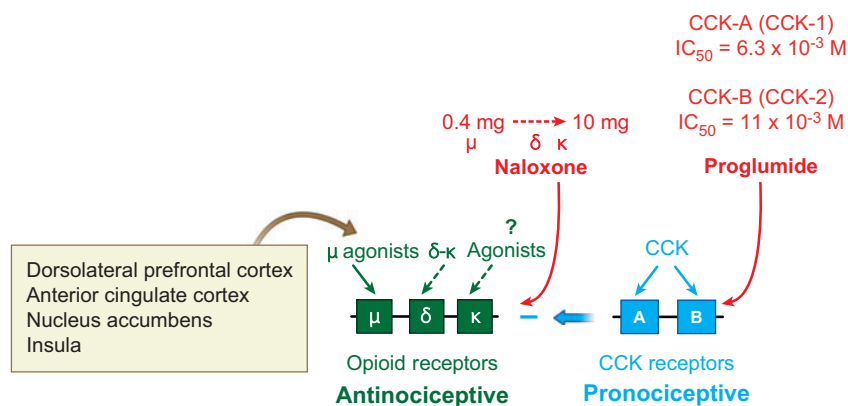 CCK-A (CCK-1)
IC50 = 6.3 x 10-3 M
CCK-B (CCK-2)
IC50 = 11 x 10-3 M
0.4 mg 10 mg
μ δ κ
Naloxone
Proglumide
?
μ agonists δ-κ Agonists
CCK
Dorsolateral prefrontal cortex
Anterior cingulate cortex
Nucleus accumbens
Insula
μ δ κ
–
A B
Opioid receptors
Antinociceptive
CCK receptors
Pronociceptive